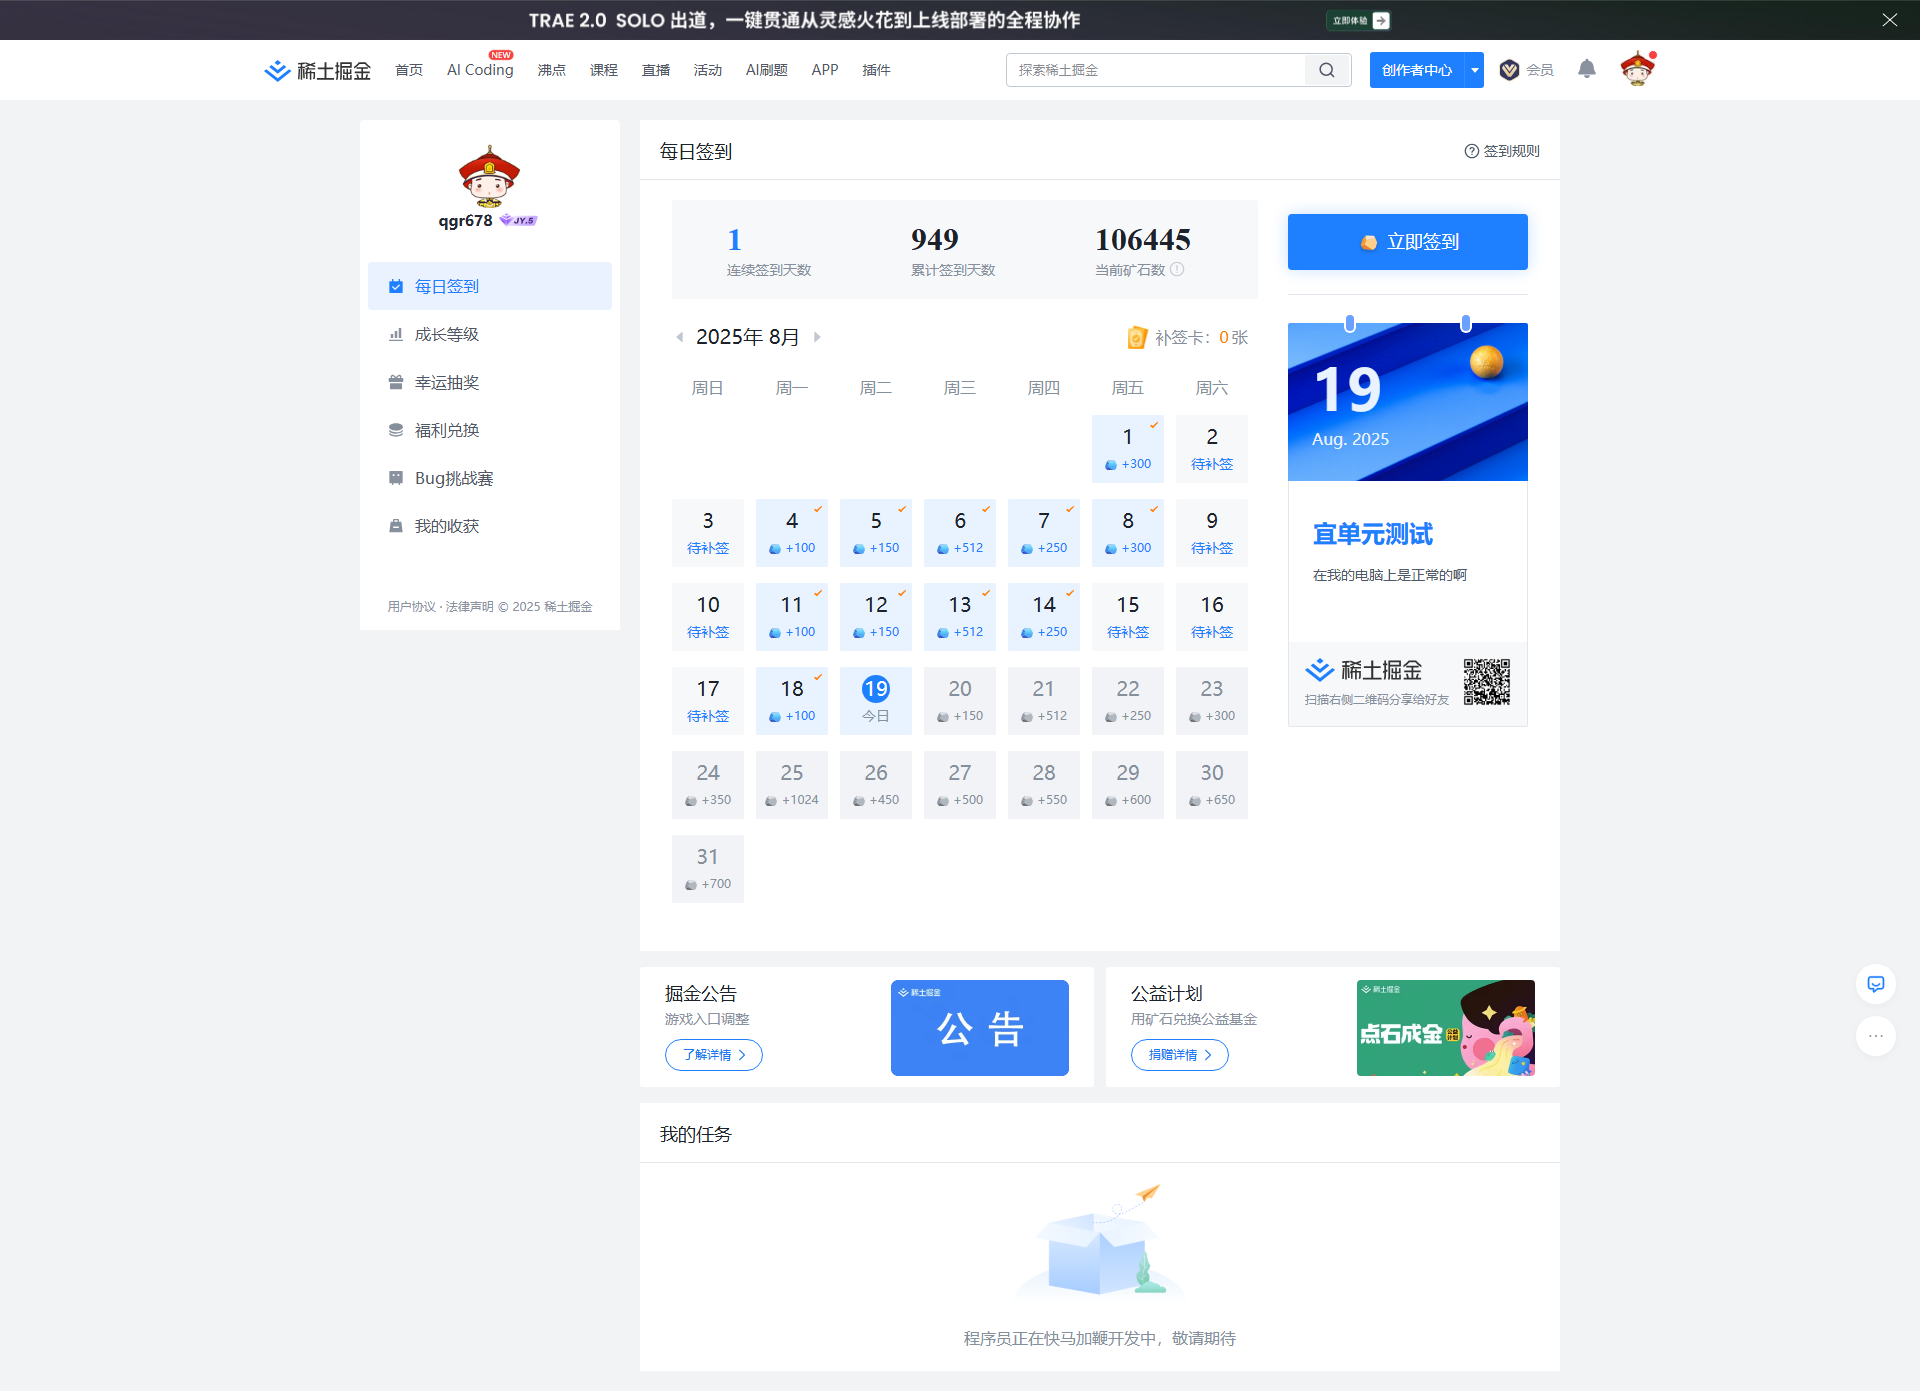 TRAE 2.0 SOLO 出道，一键贯通从灵感火花到上线部署的全程协作
立即体验
稀土掘金
首页
AI Coding
NEW
沸点
课程
直播
活动
AI刷题
APP
插件
探索稀土掘金
创作者中心
会员
qgr678
JY.5
每日签到
成长等级
幸运抽奖
福利兑换
Bug挑战赛
我的收获
用户协议 · 法律声明 © 2025 稀土掘金
每日签到
签到规则
1
连续签到天数
949
累计签到天数
106445
当前矿石数
立即签到
2025年 8月
补签卡：0 张
周日 周一 周二 周三 周四 周五 周六
1 2
+300 待补签
3 4 5 6 7 8 9
待补签 +100 +150 +512 +250 +300 待补签
10 11 12 13 14 15 16
待补签 +100 +150 +512 +250 待补签 待补签
17 18 19 20 21 22 23
待补签 +100 今日 +150 +512 +250 +300
24 25 26 27 28 29 30
+350 +1024 +450 +500 +550 +600 +650
31
+700
19
Aug. 2025
宜单元测试
在我的电脑上是正常的啊
稀土掘金
扫描右侧二维码分享给好友
掘金公告
游戏入口调整
了解详情
稀土掘金
公 告
公益计划
用矿石兑换公益基金
捐赠详情
稀土掘金
点石成金
公益计划
我的任务
程序员正在快马加鞭开发中，敬请期待